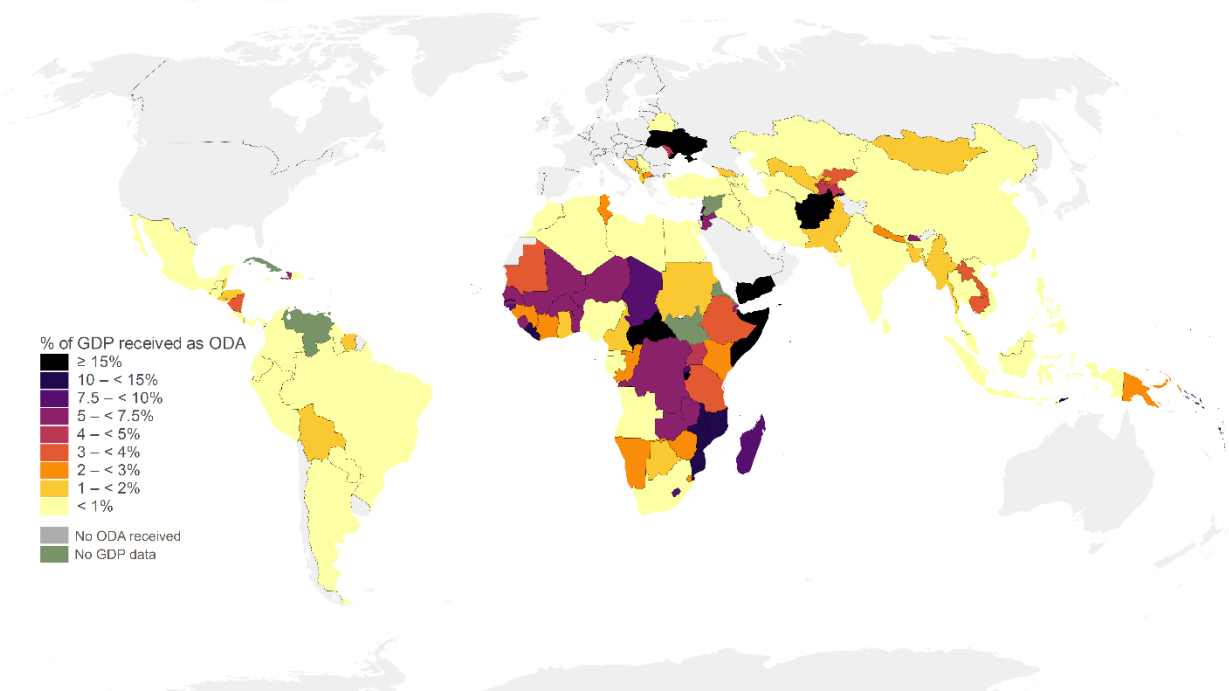 % of GDP received as ODA
≥ 15%
10 – < 15%
7.5 – < 10%
5 – < 7.5%
4 – < 5%
3 – < 4%
2 – < 3%
1 – < 2%
< 1%
No ODA received
No GDP data